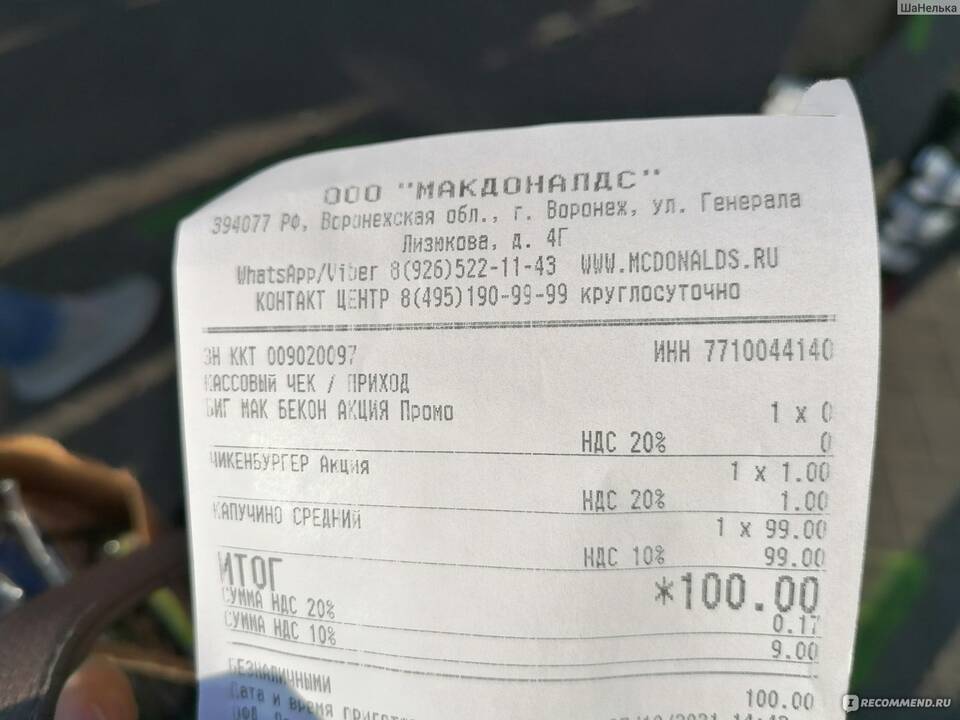 ШаНелька
ООО "МАКДОНАЛДС"
394077 РФ, Воронежская обл., г. Воронеж, ул. Генерала
Лизюкова, д. 4Г
WhatsApp/Viber 8(926)522-11-43 WWW.MCDONALDS.RU
КОНТАКТ ЦЕНТР 8(495)190-99-99 КРУГЛОСУТОЧНО
ЗН ККТ 009020097 ИНН 7710044140
КАССОВЫЙ ЧЕК / ПРИХОД
БИГ МАК БЕКОН АКЦИЯ Промо 1 x 0
НДС 20% 0
ЧИКЕНБУРГЕР Акция 1 x 1.00
НДС 20% 1.00
КАПУЧИНО СРЕДНИЙ 1 x 99.00
НДС 10% 99.00
ИТОГ *100.00
СУММА НДС 20% 0.17
СУММА НДС 10% 9.00
БЕЗНАЛИЧНЫМИ 100.00
Дата и время
IRECOMMEND.RU